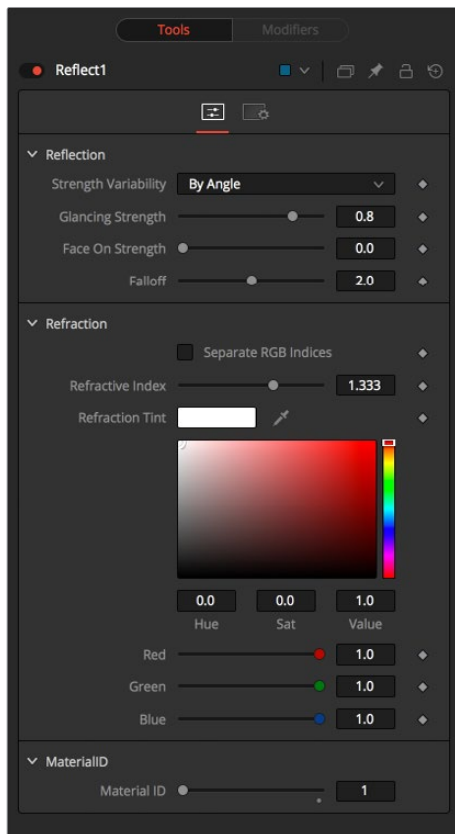 Tools Modifiers
Reflect1
Reflection
Strength Variability By Angle
Glancing Strength 0.8
Face On Strength 0.0
Falloff 2.0
Refraction
Separate RGB Indices
Refractive Index 1.333
Refraction Tint
0.0 0.0 1.0
Hue Sat Value
Red 1.0
Green 1.0
Blue 1.0
MaterialID
Material ID 1